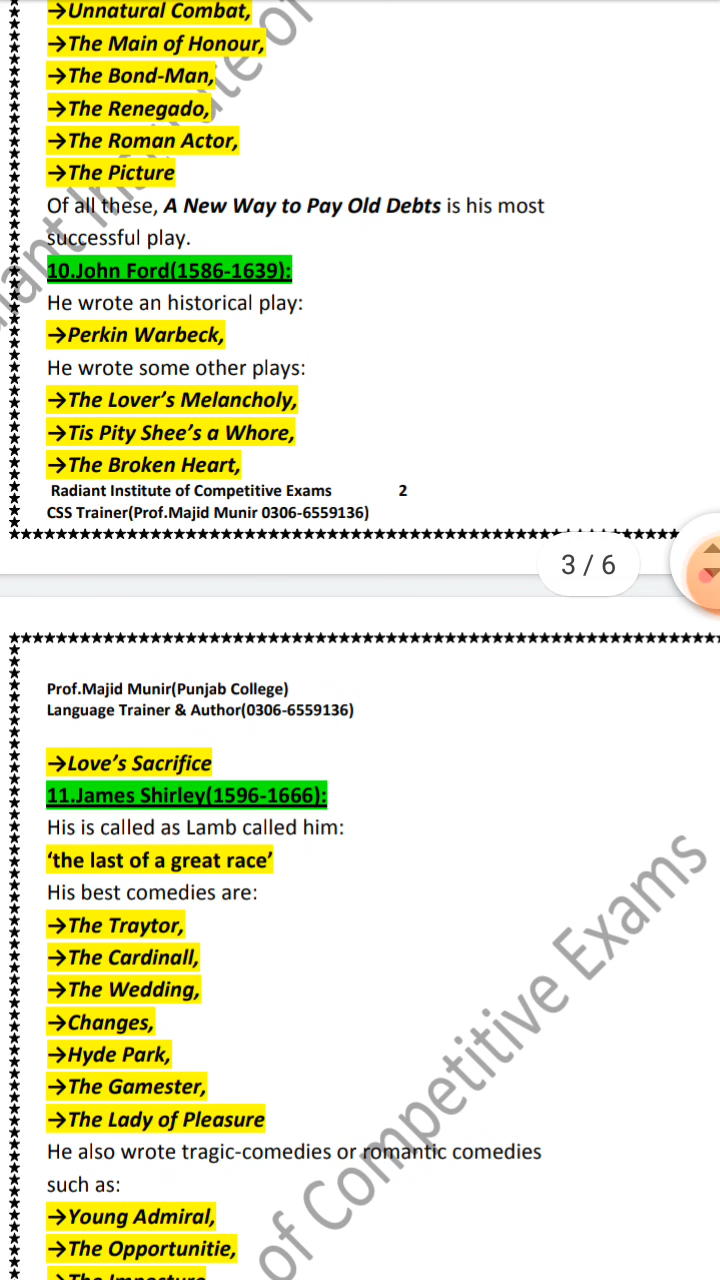 →Unnatural Combat,
→The Main of Honour,
→The Bond-Man,
→The Renegado,
→The Roman Actor,
→The Picture
Of all these, A New Way to Pay Old Debts is his most
successful play.
10.John Ford(1586-1639):
He wrote an historical play:
→Perkin Warbeck,
He wrote some other plays:
→The Lover's Melancholy,
→Tis Pity Shee's a Whore,
→The Broken Heart,
Radiant Institute of Competitive Exams 2
CSS Trainer(Prof.Majid Munir 0306-6559136)
3 / 6
Prof.Majid Munir(Punjab College)
Language Trainer & Author(0306-6559136)
→Love's Sacrifice
11.James Shirley(1596-1666):
His is called as Lamb called him:
‘the last of a great race’
His best comedies are:
→The Traytor,
→The Cardinall,
→The Wedding,
→Changes,
→Hyde Park,
→The Gamester,
→The Lady of Pleasure
He also wrote tragic-comedies or romantic comedies
such as:
→Young Admiral,
→The Opportunitie,
→The Imposture
of Competitive Exams